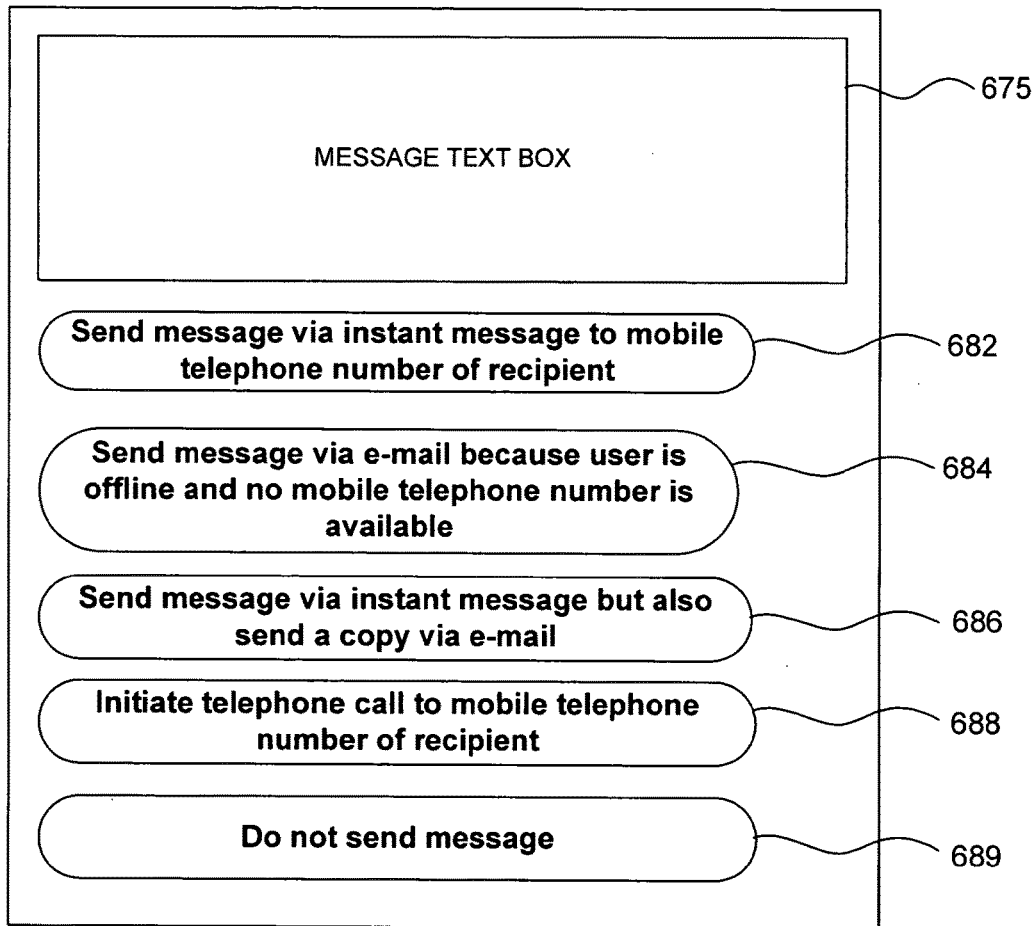 MESSAGE TEXT BOX
675
Send message via instant message to mobile
telephone number of recipient
682
Send message via e-mail because user is
offline and no mobile telephone number is
available
684
Send message via instant message but also
send a copy via e-mail
686
Initiate telephone call to mobile telephone
number of recipient
688
Do not send message
689